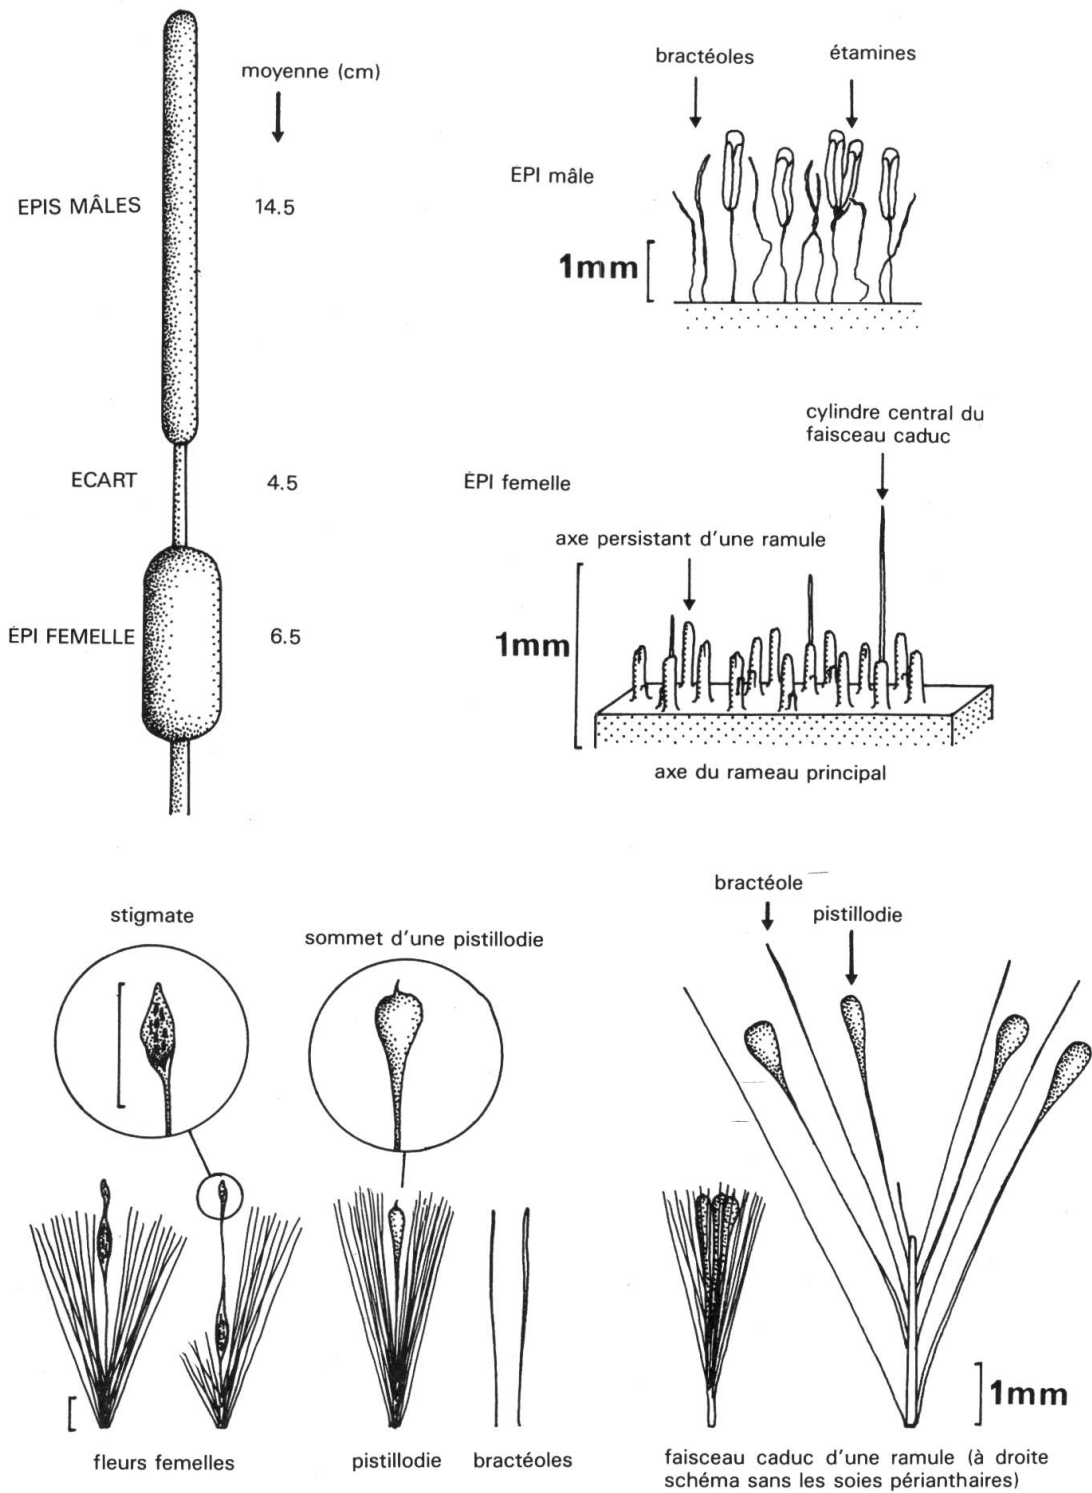 moyenne (cm)
EPIS MÂLES
14.5
ECART
4.5
ÉPI FEMELLE
6.5
bractéoles
étamines
ÉPI mâle
1mm
cylindre central du
faisceau caduc
ÉPI femelle
axe persistant d'une ramule
1mm
axe du rameau principal
stigmate
sommet d'une pistillodie
bractéole
pistillodie
1mm
fleurs femelles
pistillodie
bractéoles
faisceau caduc d'une ramule (à droite
schéma sans les soies périanthaires)